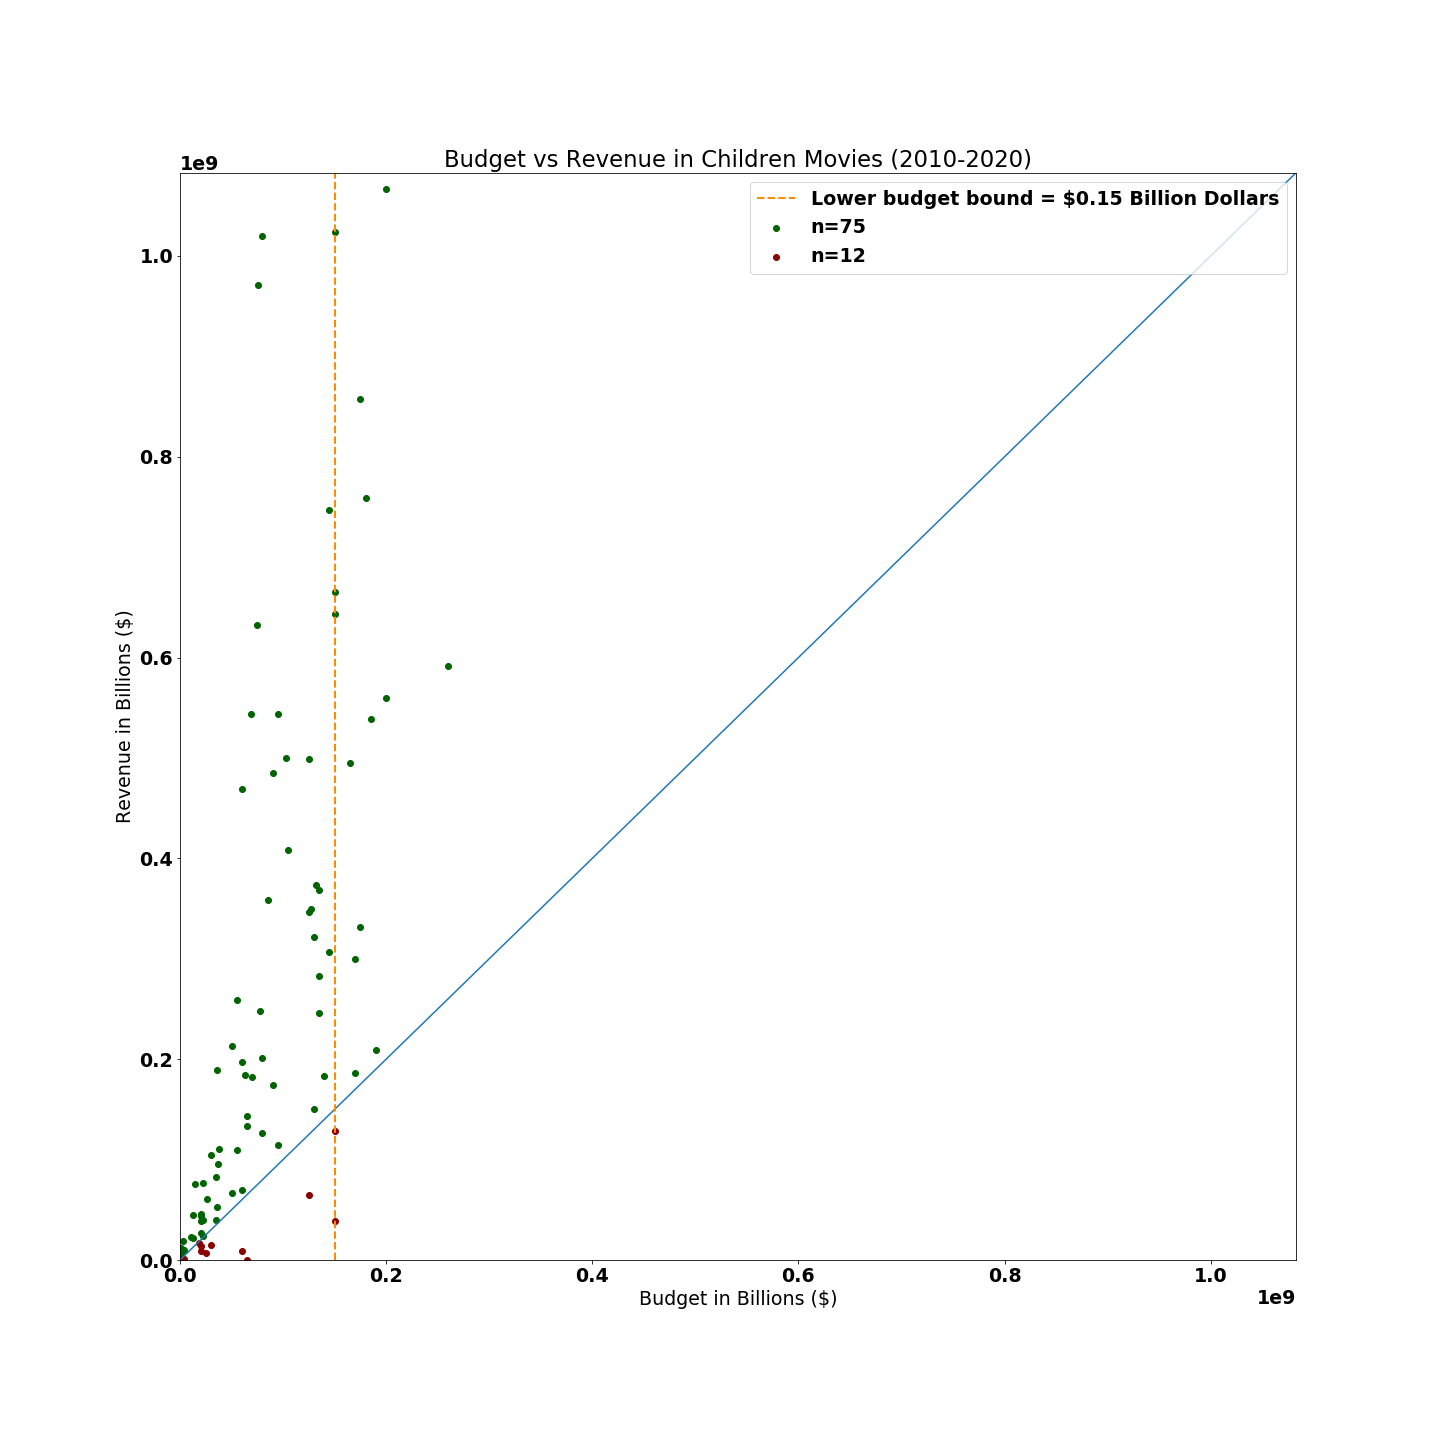 Budget vs Revenue in Children Movies (2010-2020)
1e9
Lower budget bound = $0.15 Billion Dollars
n=75
n=12
1.0
0.8
0.6
0.4
0.2
0.0
Revenue in Billions ($)
0.0 0.2 0.4 0.6 0.8 1.0
Budget in Billions ($)
1e9